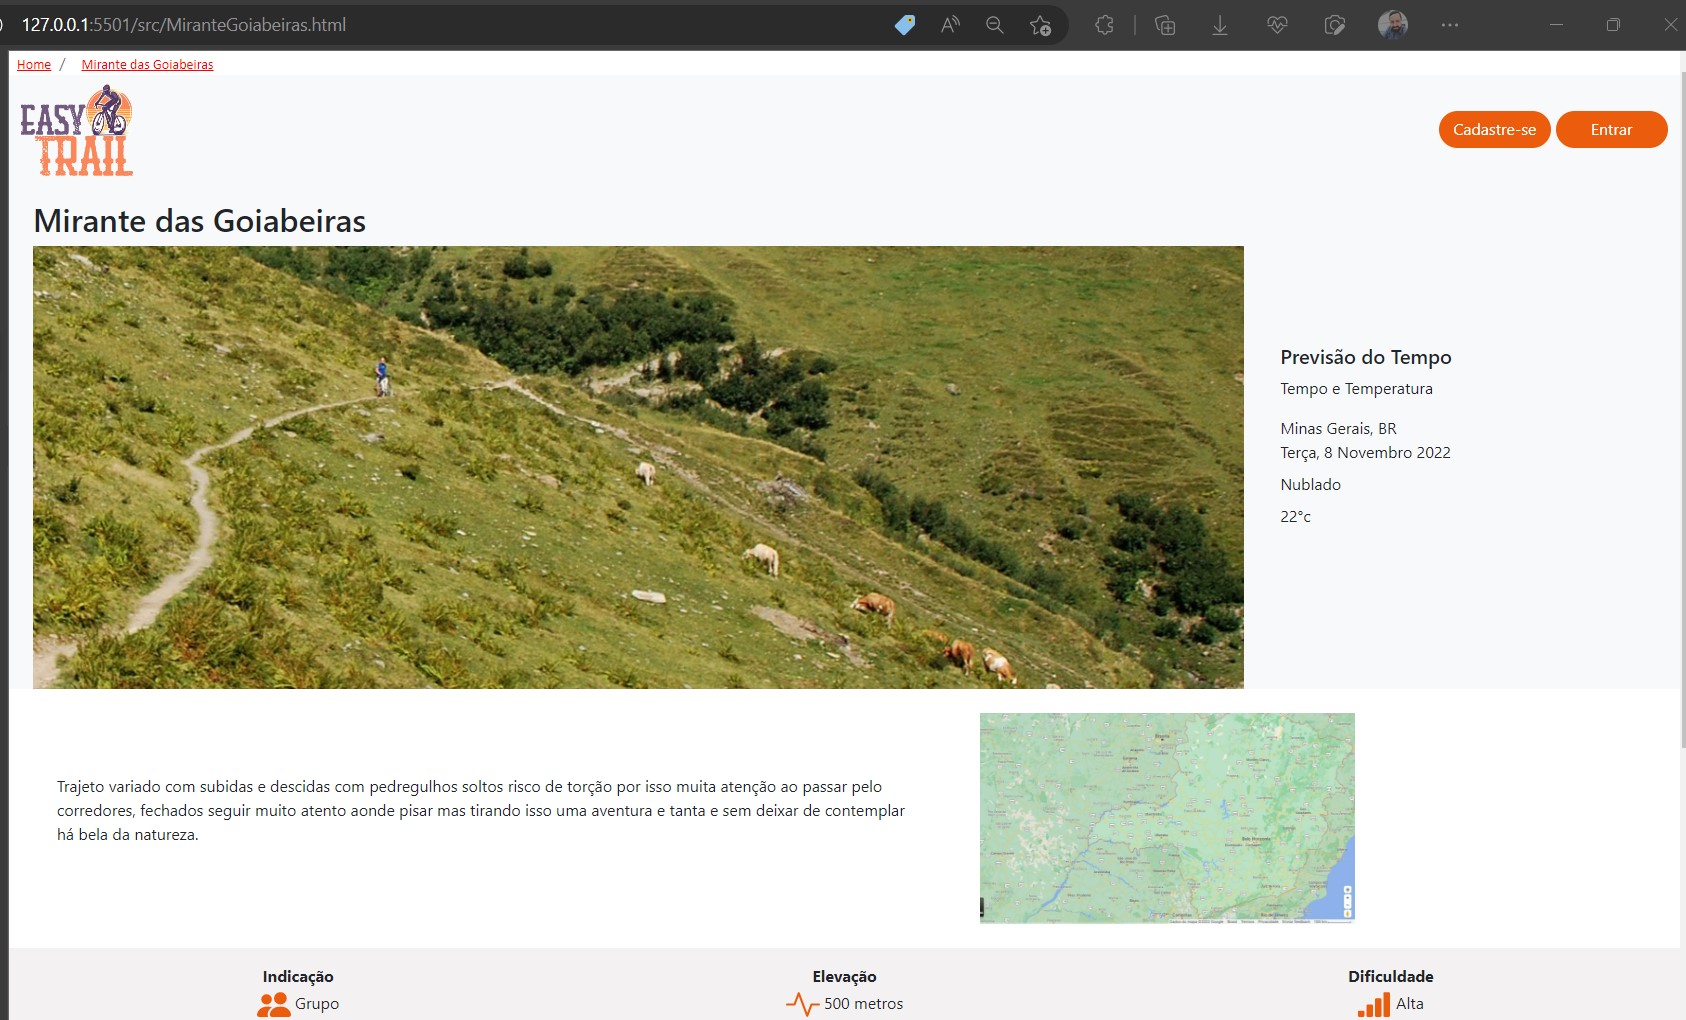 127.0.0.1:5501/src/MiranteGoiabeiras.html
Home / Mirante das Goiabeiras
EASY
TRAIL
Cadastre-se
Entrar
Mirante das Goiabeiras
Previsão do Tempo
Tempo e Temperatura
Minas Gerais, BR
Terça, 8 Novembro 2022
Nublado
22°c
Trajeto variado com subidas e descidas com pedregulhos soltos risco de torção por isso muita atenção ao passar pelo
corredores, fechados seguir muito atento aonde pisar mas tirando isso uma aventura e tanta e sem deixar de contemplar
há bela da natureza.
Indicação
Grupo
Elevação
500 metros
Dificuldade
Alta